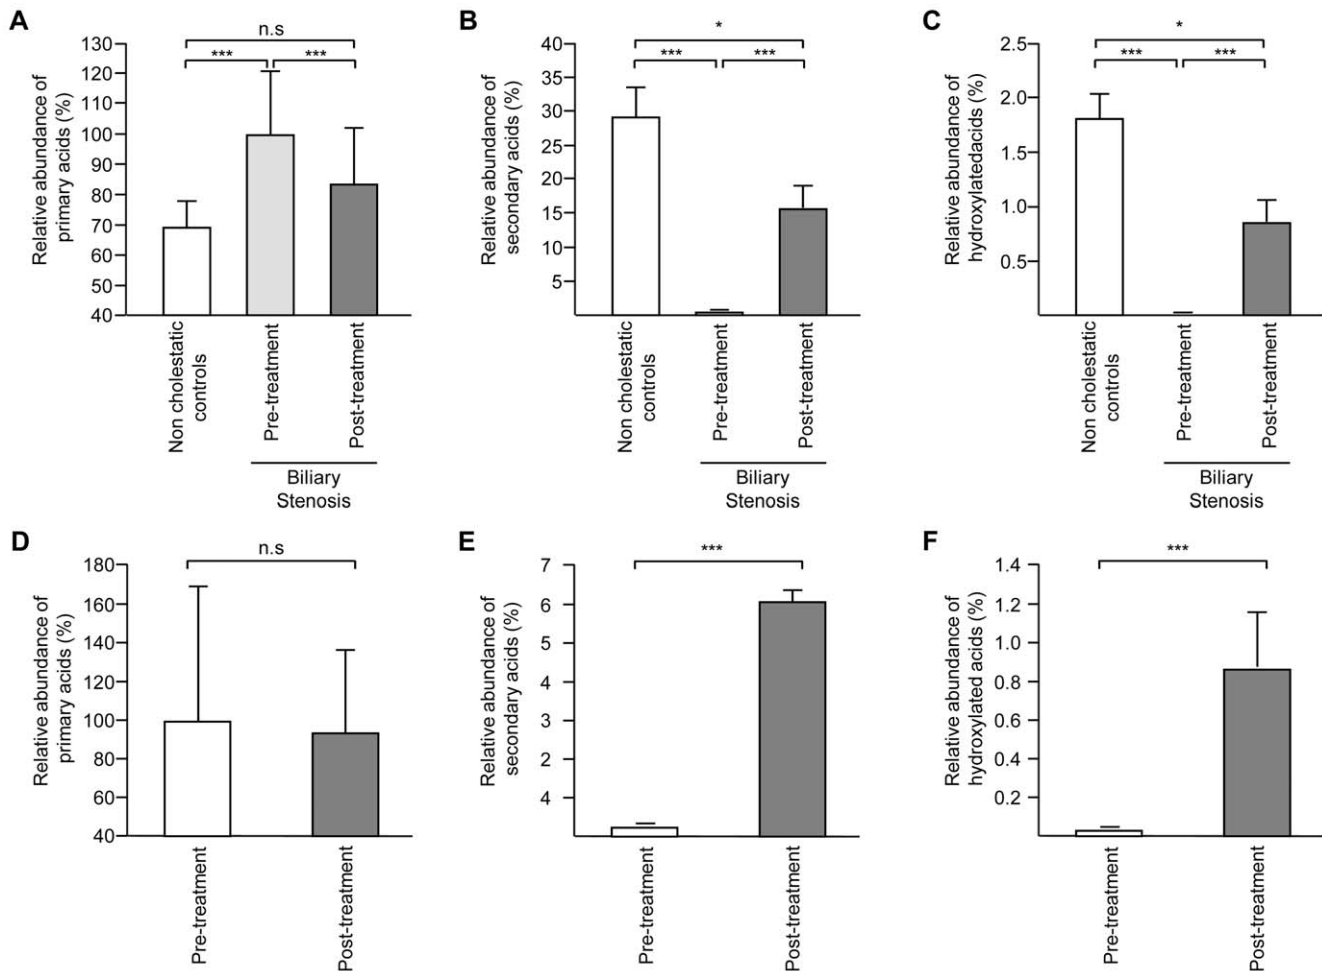 A
n.s
***
***
Relative abundance of
primary acids (%)
130
120
110
100
90
80
70
60
50
40
Non cholestatic
controls
Pre-treatment
Post-treatment
Biliary
Stenosis
B
*
***
***
Relative abundance of
secondary acids (%)
40
35
30
25
20
15
10
5
Non cholestatic
controls
Pre-treatment
Post-treatment
Biliary
Stenosis
C
*
***
***
Relative abundance of
hydroxylatedacids (%)
2.5
2.0
1.5
1.0
0.5
Non cholestatic
controls
Pre-treatment
Post-treatment
Biliary
Stenosis
D
n.s
Relative abundance of
primary acids (%)
180
160
140
120
100
80
60
40
Pre-treatment
Post-treatment
E
***
Relative abundance of
secondary acids (%)
7
6
5
4
3
2
4
Pre-treatment
Post-treatment
F
***
Relative abundance of
hydroxylated acids (%)
1.4
1.2
1.0
0.8
0.6
0.4
0.2
Pre-treatment
Post-treatment